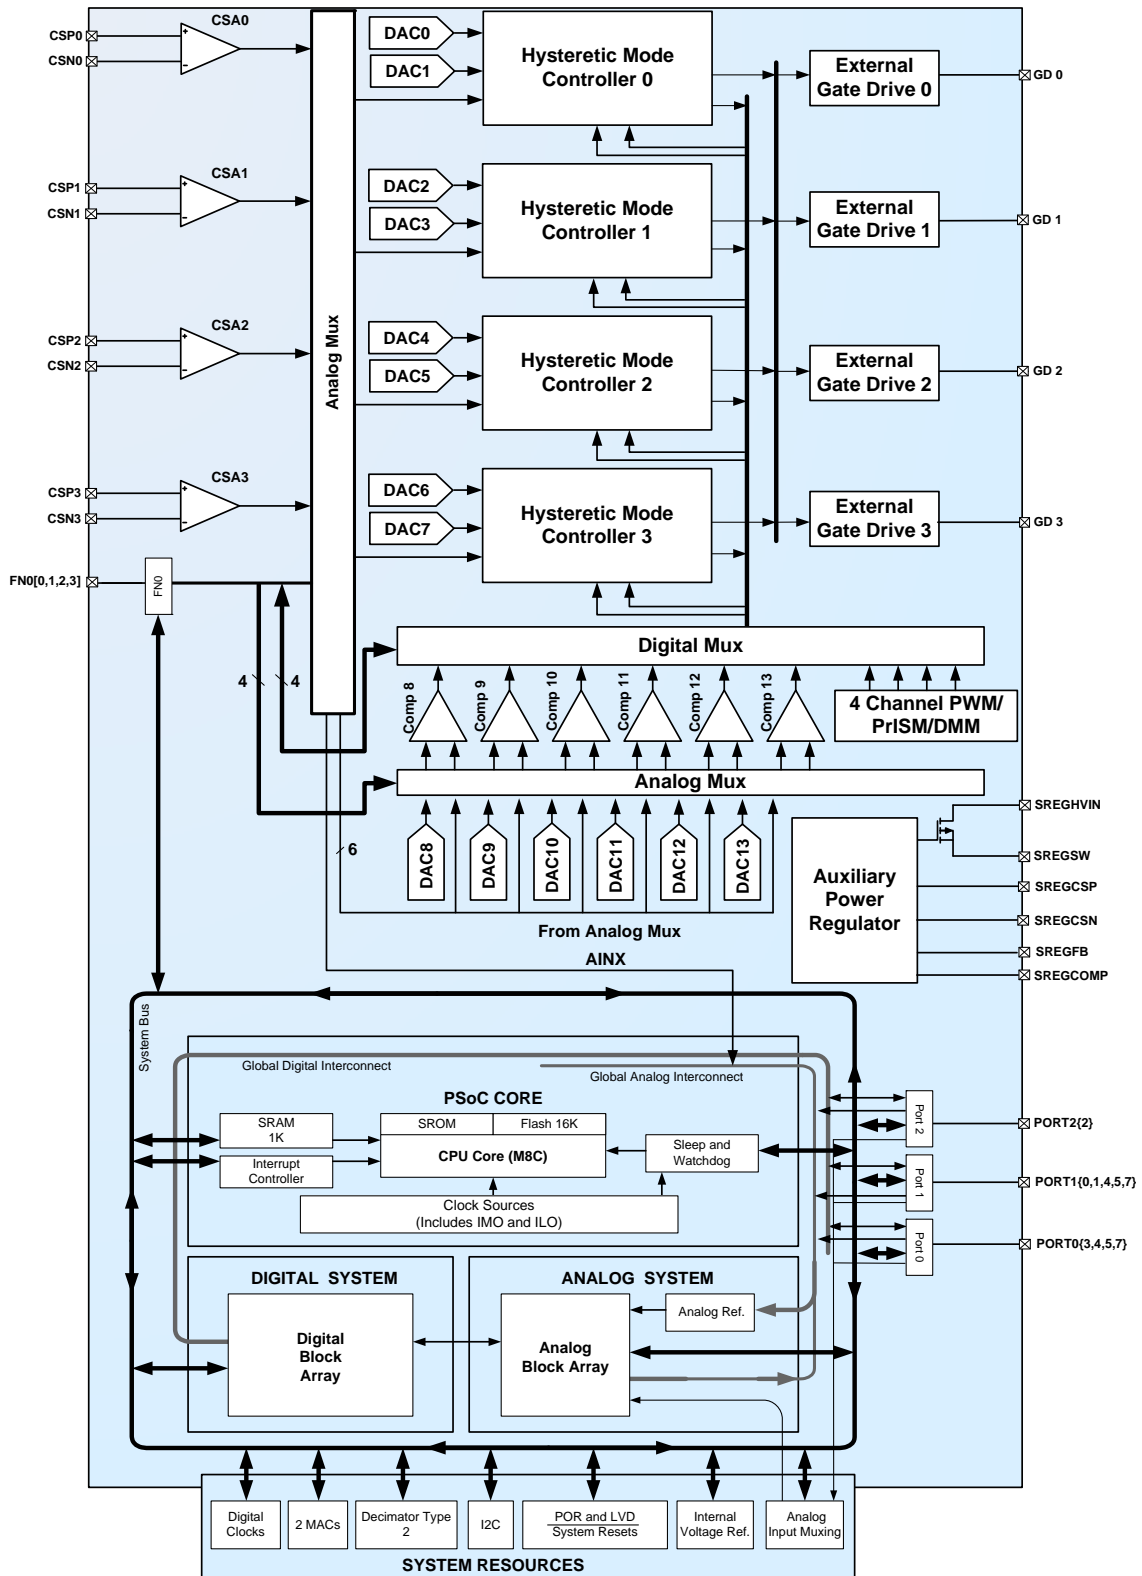 CSA0
CSP0
CSN0
DAC0
DAC1
Hysteretic Mode
Controller 0
External
Gate Drive 0
GD 0
CSA1
CSP1
CSN1
DAC2
DAC3
Hysteretic Mode
Controller 1
External
Gate Drive 1
GD 1
Analog Mux
CSA2
CSP2
CSN2
DAC4
DAC5
Hysteretic Mode
Controller 2
External
Gate Drive 2
GD 2
CSA3
CSP3
CSN3
DAC6
DAC7
Hysteretic Mode
Controller 3
External
Gate Drive 3
GD 3
FN0[0,1,2,3]
FN0
Digital Mux
4
4
Comp 8
Comp 9
Comp 10
Comp 11
Comp 12
Comp 13
4 Channel PWM/
PrISM/DMM
Analog Mux
6
DAC8
DAC9
DAC10
DAC11
DAC12
DAC13
From Analog Mux
AINX
Auxiliary
Power
Regulator
SREGHVIN
SREGSW
SREGCSP
SREGCSN
SREGFB
SREGCOMP
System Bus
Global Digital Interconnect
Global Analog Interconnect
PSoC CORE
SRAM
1K
SROM
Flash 16K
CPU Core (M8C)
Interrupt
Controller
Sleep and
Watchdog
Clock Sources
(Includes IMO and ILO)
Port 2
PORT2{2}
Port 1
PORT1{0,1,4,5,7}
Port 0
PORT0{3,4,5,7}
DIGITAL SYSTEM
Digital
Block
Array
ANALOG SYSTEM
Analog Ref.
Analog
Block Array
Digital
Clocks
2 MACs
Decimator Type
2
I2C
POR and LVD
System Resets
Internal
Voltage Ref.
Analog
Input Muxing
SYSTEM RESOURCES